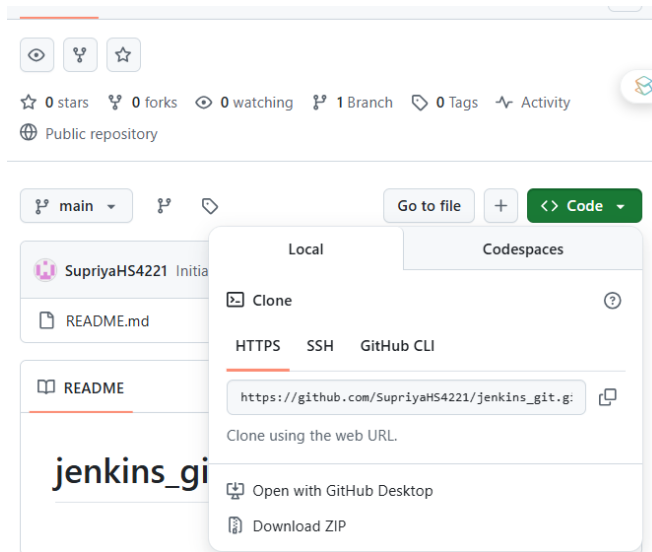 0 stars 0 forks 0 watching 1 Branch 0 Tags Activity
Public repository
main Go to file Code
Local Codespaces
SupriyaHS4221 Initia
Clone
README.md
HTTPS SSH GitHub CLI
README
https://github.com/SupriyaHS4221/jenkins_git.g
Clone using the web URL.
jenkins_gi
Open with GitHub Desktop
Download ZIP